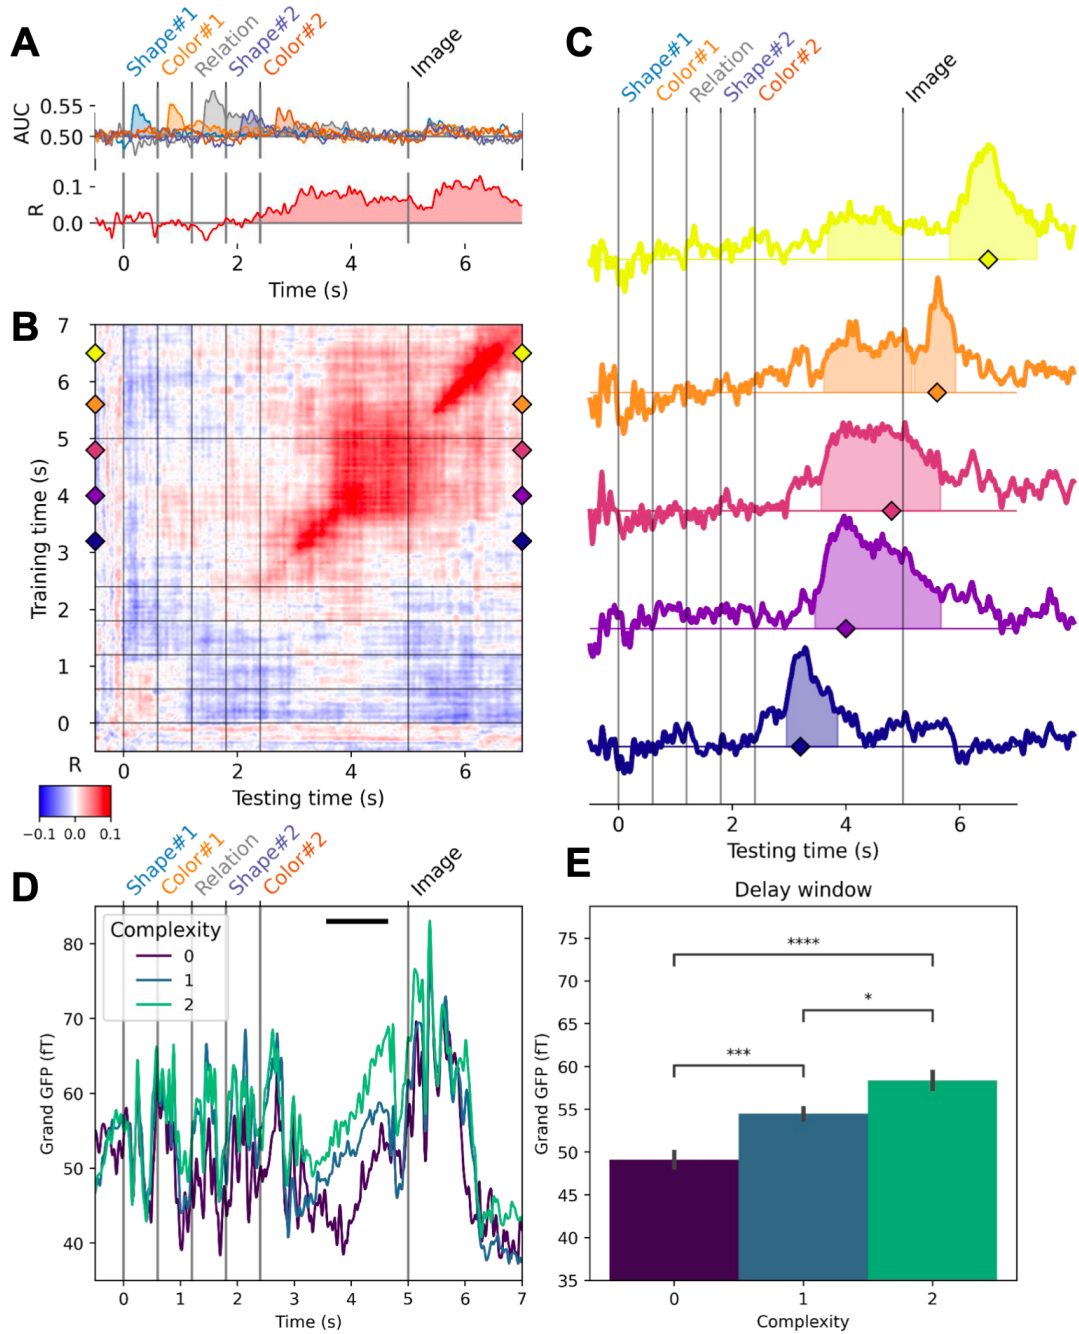 A
Shape#1
Color#1
Relation
Shape#2
Color#2
Image
AUC
0.55
0.50
R
0.1
0.0
0
2
4
6
Time (s)
B
7
6
5
4
3
2
1
0
Training time (s)
0
2
4
6
Testing time (s)
R
−0.1
0.0
0.1
C
Shape#1
Color#1
Relation
Shape#2
Color#2
Image
0
2
4
6
Testing time (s)
D
Shape#1
Color#1
Relation
Shape#2
Color#2
Image
Complexity
0
1
2
80
70
60
50
40
Grand GFP (fT)
0
1
2
3
4
5
6
7
Time (s)
E
Delay window
75
70
65
60
55
50
45
40
35
Grand GFP (fT)
****
*
***
0
1
2
Complexity